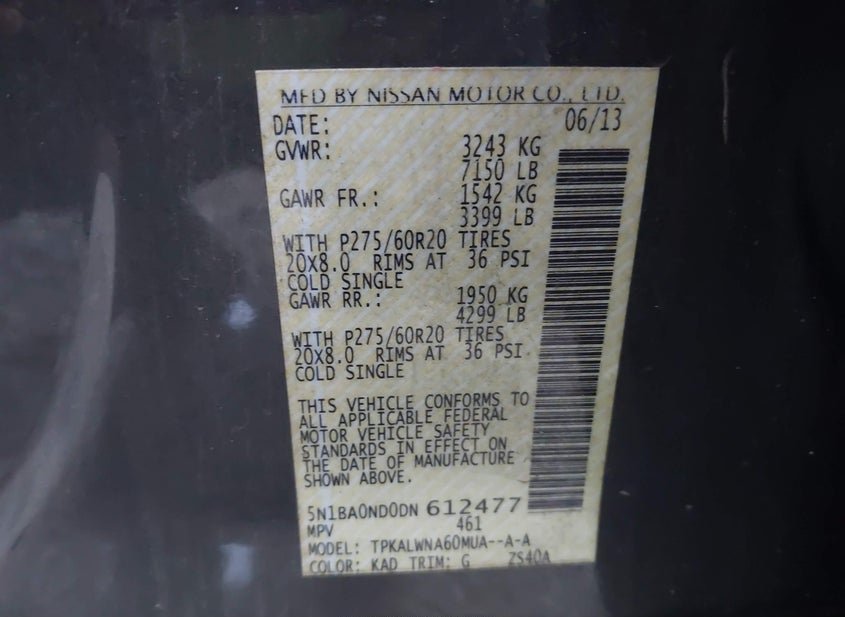 MFD BY NISSAN MOTOR CO., LTD.
DATE: 06/13
GVWR: 3243 KG
7150 LB
GAWR FR.: 1542 KG
3399 LB
WITH P275/60R20 TIRES
20X8.0 RIMS AT 36 PSI
COLD SINGLE
GAWR RR.: 1950 KG
4299 LB
WITH P275/60R20 TIRES
20X8.0 RIMS AT 36 PSI
COLD SINGLE
THIS VEHICLE CONFORMS TO
ALL APPLICABLE FEDERAL
MOTOR VEHICLE SAFETY
STANDARDS IN EFFECT ON
THE DATE OF MANUFACTURE
SHOWN ABOVE.
5N1BA0ND0DN 612477
MPV 461
MODEL: TPKALWNA60MUA--A-A
COLOR: KAD TRIM: G ZS40A